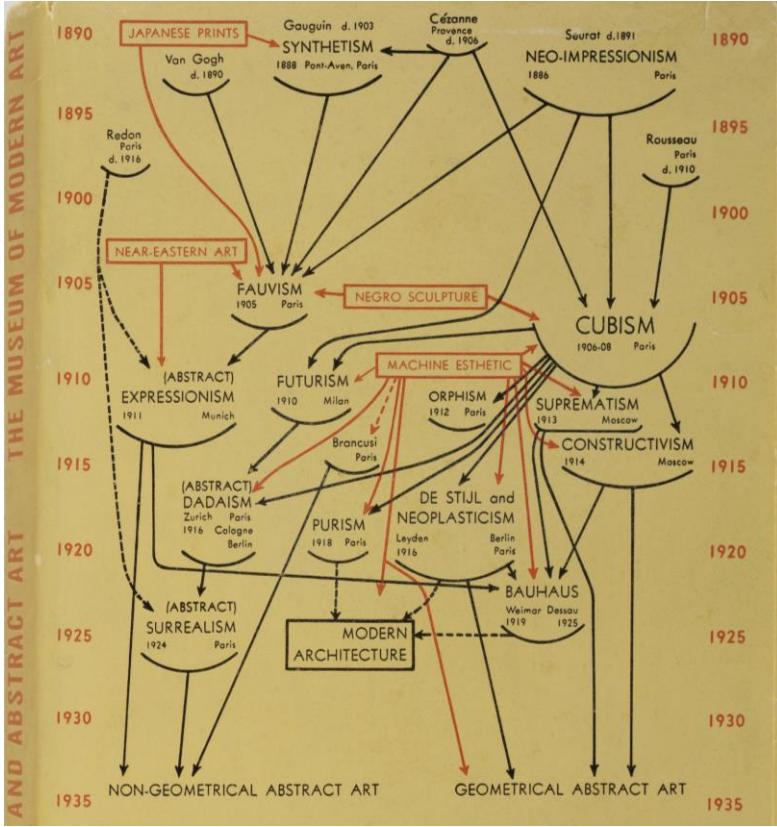 AND ABSTRACT ART THE MUSEUM OF MODERN ART
1890
JAPANESE PRINTS
Gauguin d. 1903
SYNTHETISM
1888 Pont-Aven, Paris
Cézanne
Provence
d. 1906
Seurat d.1891
NEO-IMPRESSIONISM
1886 Paris
1890
Van Gogh
d. 1890
1895
1895
Redon
Paris
d. 1916
Rousseau
Paris
d. 1910
1900
1900
NEAR-EASTERN ART
1905
FAUVISM
1905 Paris
NEGRO SCULPTURE
1905
CUBISM
1906-08 Paris
1910
(ABSTRACT)
EXPRESSIONISM
1911 Munich
FUTURISM
1910 Milan
MACHINE ESTHETIC
ORPHISM
1912 Paris
SUPREMATISM
1913 Moscow
1910
Brancusi
Paris
CONSTRUCTIVISM
1914 Moscow
1915
1915
(ABSTRACT)
DADAISM
Zurich Paris
1916 Cologne
Berlin
PURISM
1918 Paris
DE STIJL and
NEOPLASTICISM
Leyden Berlin
1916 Paris
1920
1920
BAUHAUS
Weimar Dessau
1919 1925
(ABSTRACT)
SURREALISM
1924 Paris
MODERN
ARCHITECTURE
1925
1925
1930
1930
NON-GEOMETRICAL ABSTRACT ART
GEOMETRICAL ABSTRACT ART
1935
1935